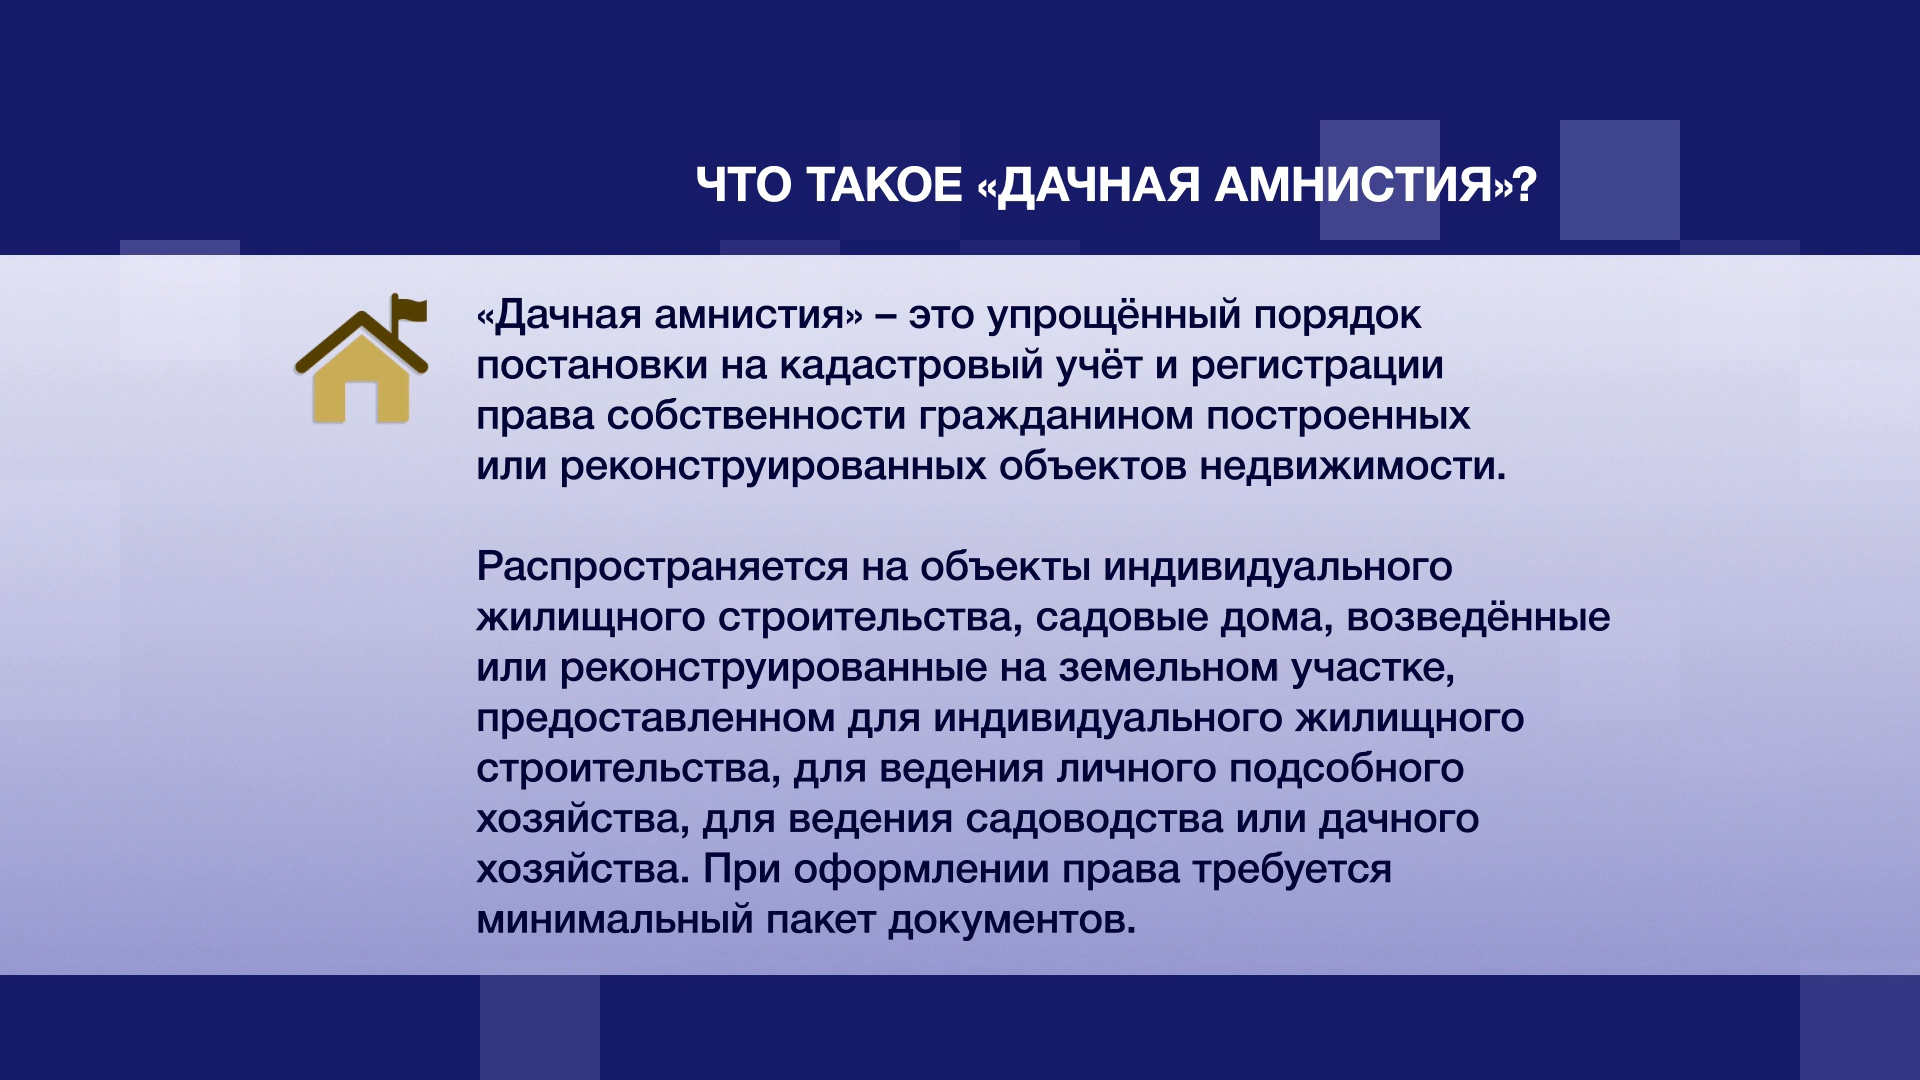 ЧТО ТАКОЕ «ДАЧНАЯ АМНИСТИЯ»?
«Дачная амнистия» – это упрощённый порядок
постановки на кадастровый учёт и регистрации
права собственности гражданином построенных
или реконструированных объектов недвижимости.
Распространяется на объекты индивидуального
жилищного строительства, садовые дома, возведённые
или реконструированные на земельном участке,
предоставленном для индивидуального жилищного
строительства, для ведения личного подсобного
хозяйства, для ведения садоводства или дачного
хозяйства. При оформлении права требуется
минимальный пакет документов.